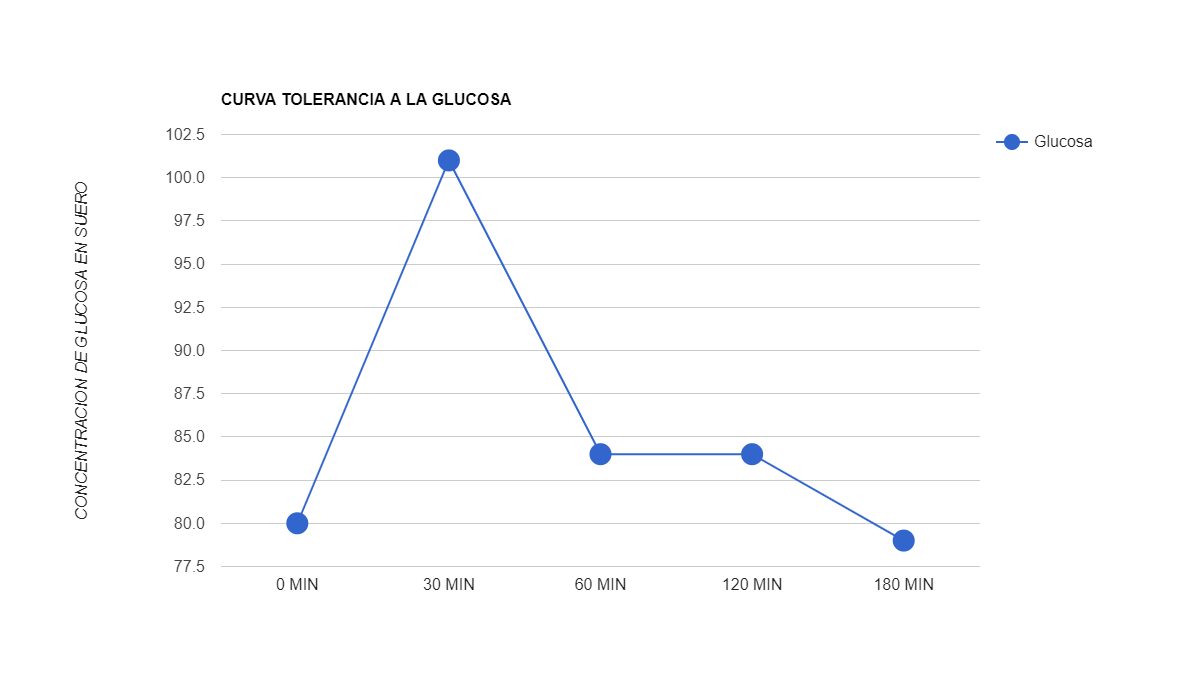 CURVA TOLERANCIA A LA GLUCOSA
Glucosa
CONCENTRACION DE GLUCOSA EN SUERO
102.5
100.0
97.5
95.0
92.5
90.0
87.5
85.0
82.5
80.0
77.5
0 MIN
30 MIN
60 MIN
120 MIN
180 MIN